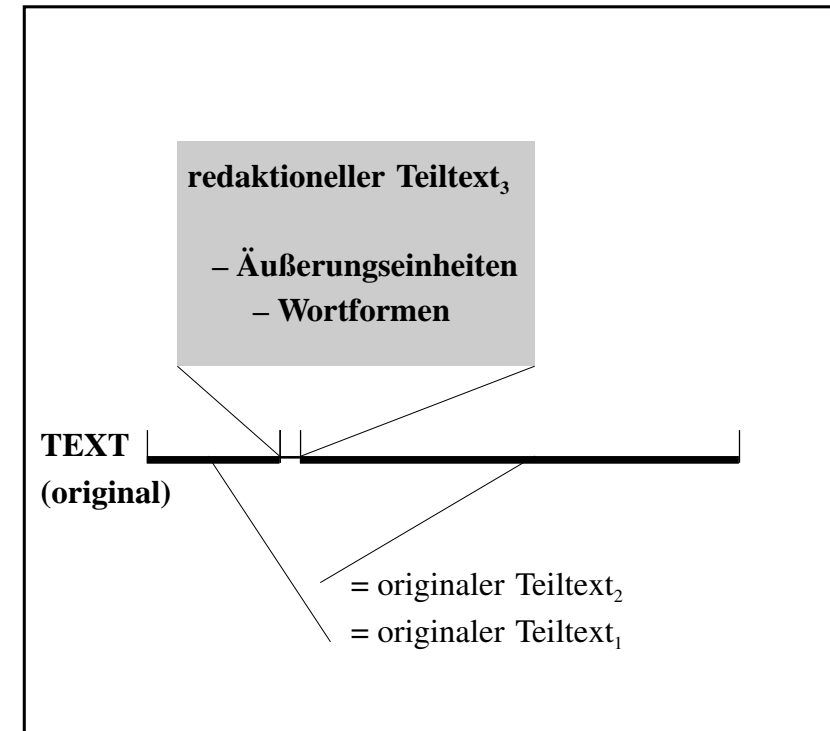 redaktioneller Teiltext₃
– Äußerungseinheiten
– Wortformen
TEXT
(original)
= originaler Teiltext₂
= originaler Teiltext₁